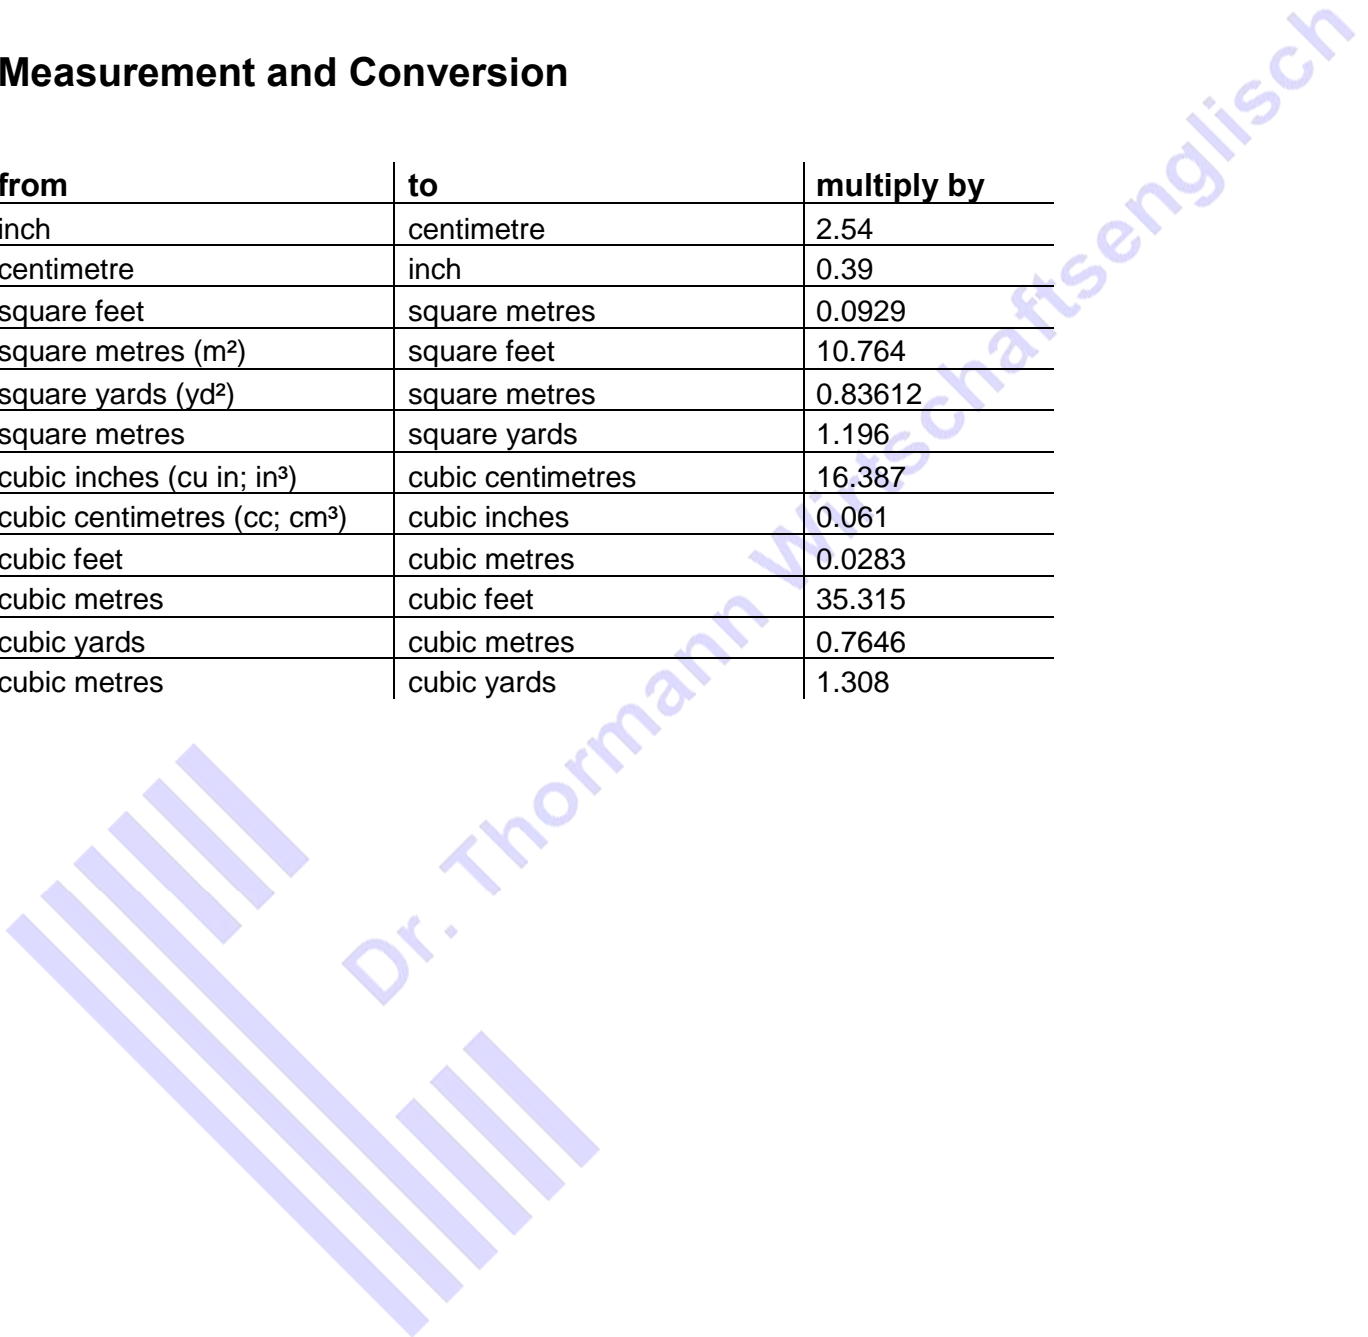 Measurement and Conversion
from to multiply by
inch centimetre 2.54
centimetre inch 0.39
square feet square metres 0.0929
square metres (m²) square feet 10.764
square yards (yd²) square metres 0.83612
square metres square yards 1.196
cubic inches (cu in; in³) cubic centimetres 16.387
cubic centimetres (cc; cm³) cubic inches 0.061
cubic feet cubic metres 0.0283
cubic metres cubic feet 35.315
cubic yards cubic metres 0.7646
cubic metres cubic yards 1.308
Dr. Thormann Wirtschaftsenglisch